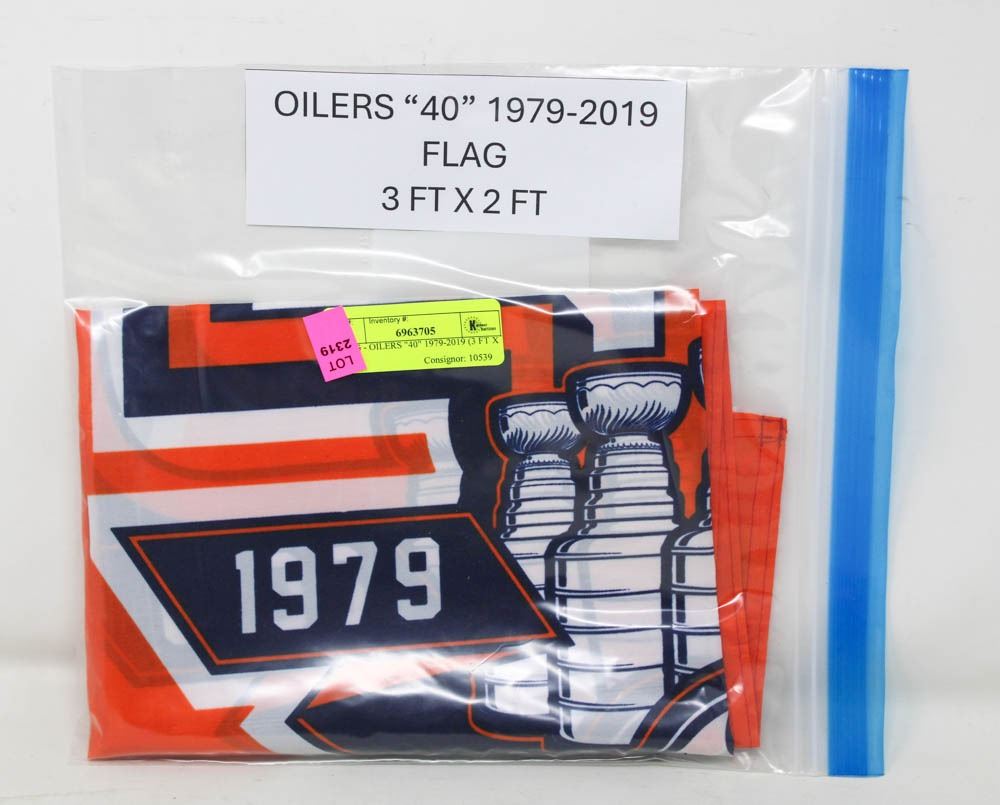 OILERS “40” 1979-2019
FLAG
3 FT X 2 FT
Inventory #:
6963705
- OILERS "40" 1979-2019 (3 FT X
Consignor: 10539
LOT
2319
1979